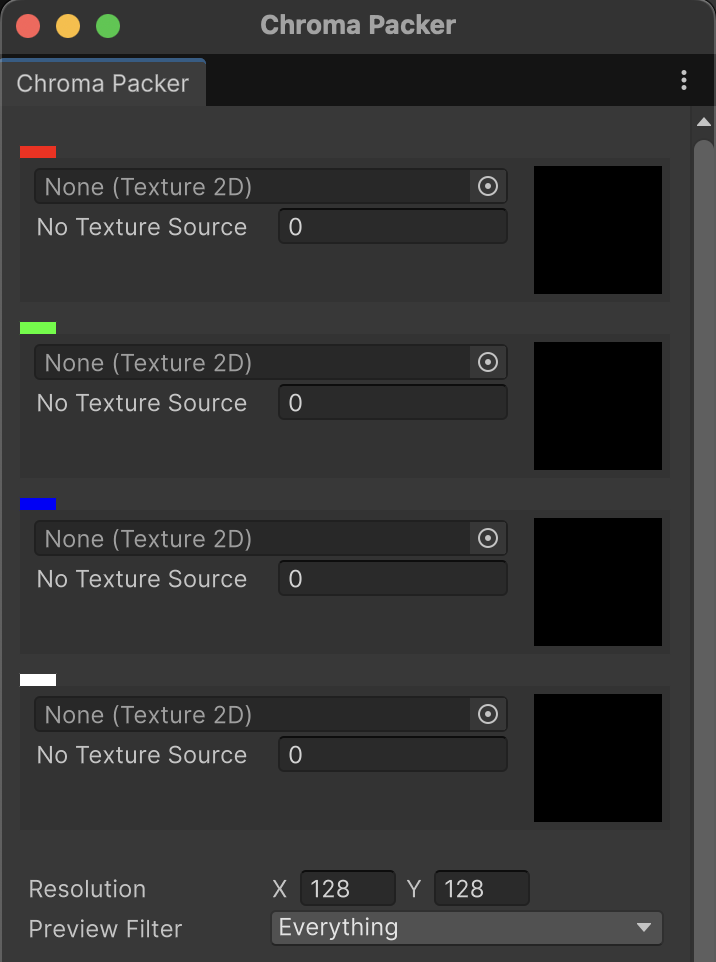 Chroma Packer
Chroma Packer
None (Texture 2D)
No Texture Source 0
None (Texture 2D)
No Texture Source 0
None (Texture 2D)
No Texture Source 0
None (Texture 2D)
No Texture Source 0
Resolution X 128 Y 128
Preview Filter Everything